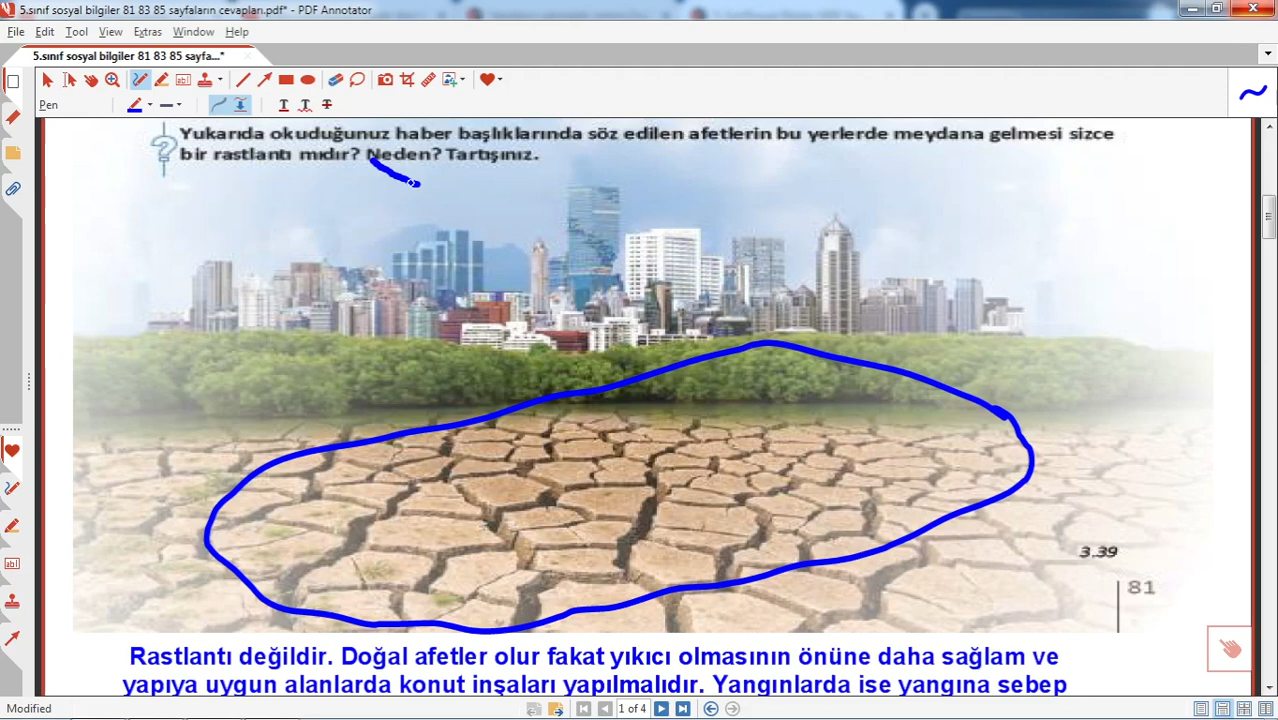 5.sınıf sosyal bilgiler 81 83 85 sayfaların cevapları.pdf* - PDF Annotator
File Edit Tool View Extras Window Help
5.sınıf sosyal bilgiler 81 83 85 sayfa...*
Pen
Yukarıda okuduğunuz haber başlıklarında söz edilen afetlerin bu yerlerde meydana gelmesi sizce
bir rastlantı mıdır? Neden? Tartışınız.
3.39
81
Rastlantı değildir. Doğal afetler olur fakat yıkıcı olmasının önüne daha sağlam ve
yapıya uygun alanlarda konut inşaları yapılmalıdır. Yangınlarda ise yangına sebep
Modified
1 of 4